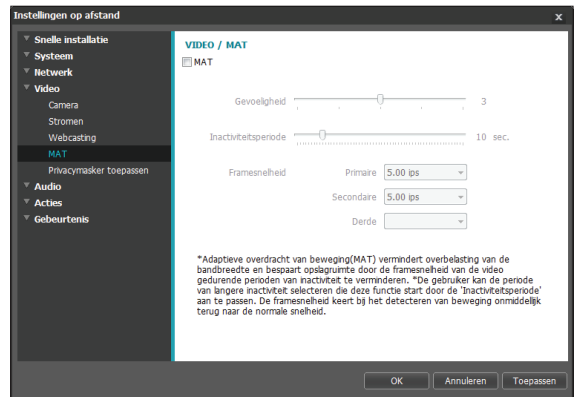 Instellingen op afstand
x
Snelle installatie
Systeem
Netwerk
Video
Camera
Stromen
Webcasting
MAT
Privacymasker toepassen
Audio
Acties
Gebeurtenis
VIDEO / MAT
MAT
Gevoeligheid 3
Inactiviteitsperiode 10 sec.
Framesnelheid Primaire 5.00 ips
Secondaire 5.00 ips
Derde
*Adaptieve overdracht van beweging(MAT) vermindert overbelasting van de
bandbreedte en bespaart opslagruimte door de framesnelheid van de video
gedurende perioden van inactiviteit te verminderen. *De gebruiker kan de periode
van langere inactiviteit selecteren die deze functie start door de 'Inactiviteitsperiode'
aan te passen. De framesnelheid keert bij het detecteren van beweging onmiddellijk
terug naar de normale snelheid.
OK Annuleren Toepassen